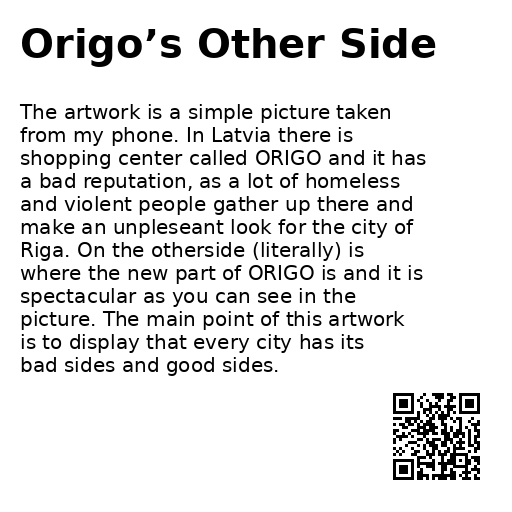 Origo’s Other Side
The artwork is a simple picture taken
from my phone. In Latvia there is
shopping center called ORIGO and it has
a bad reputation, as a lot of homeless
and violent people gather up there and
make an unpleseant look for the city of
Riga. On the otherside (literally) is
where the new part of ORIGO is and it is
spectacular as you can see in the
picture. The main point of this artwork
is to display that every city has its
bad sides and good sides.